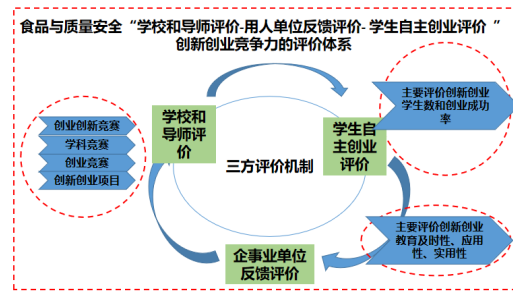 食品与质量安全“学校和导师评价-用人单位反馈评价- 学生自主创业评价 ”
创新创业竞争力的评价体系
创业创新竞赛
学科竞赛
创业竞赛
创新创业项目
学校和
导师评
价
三方评价机制
学生自
主创业
评价
主要评价创新创业
学生数和创业成功
率
企事业单位
反馈评价
主要评价创新创业
教育及时性、应用
性、实用性